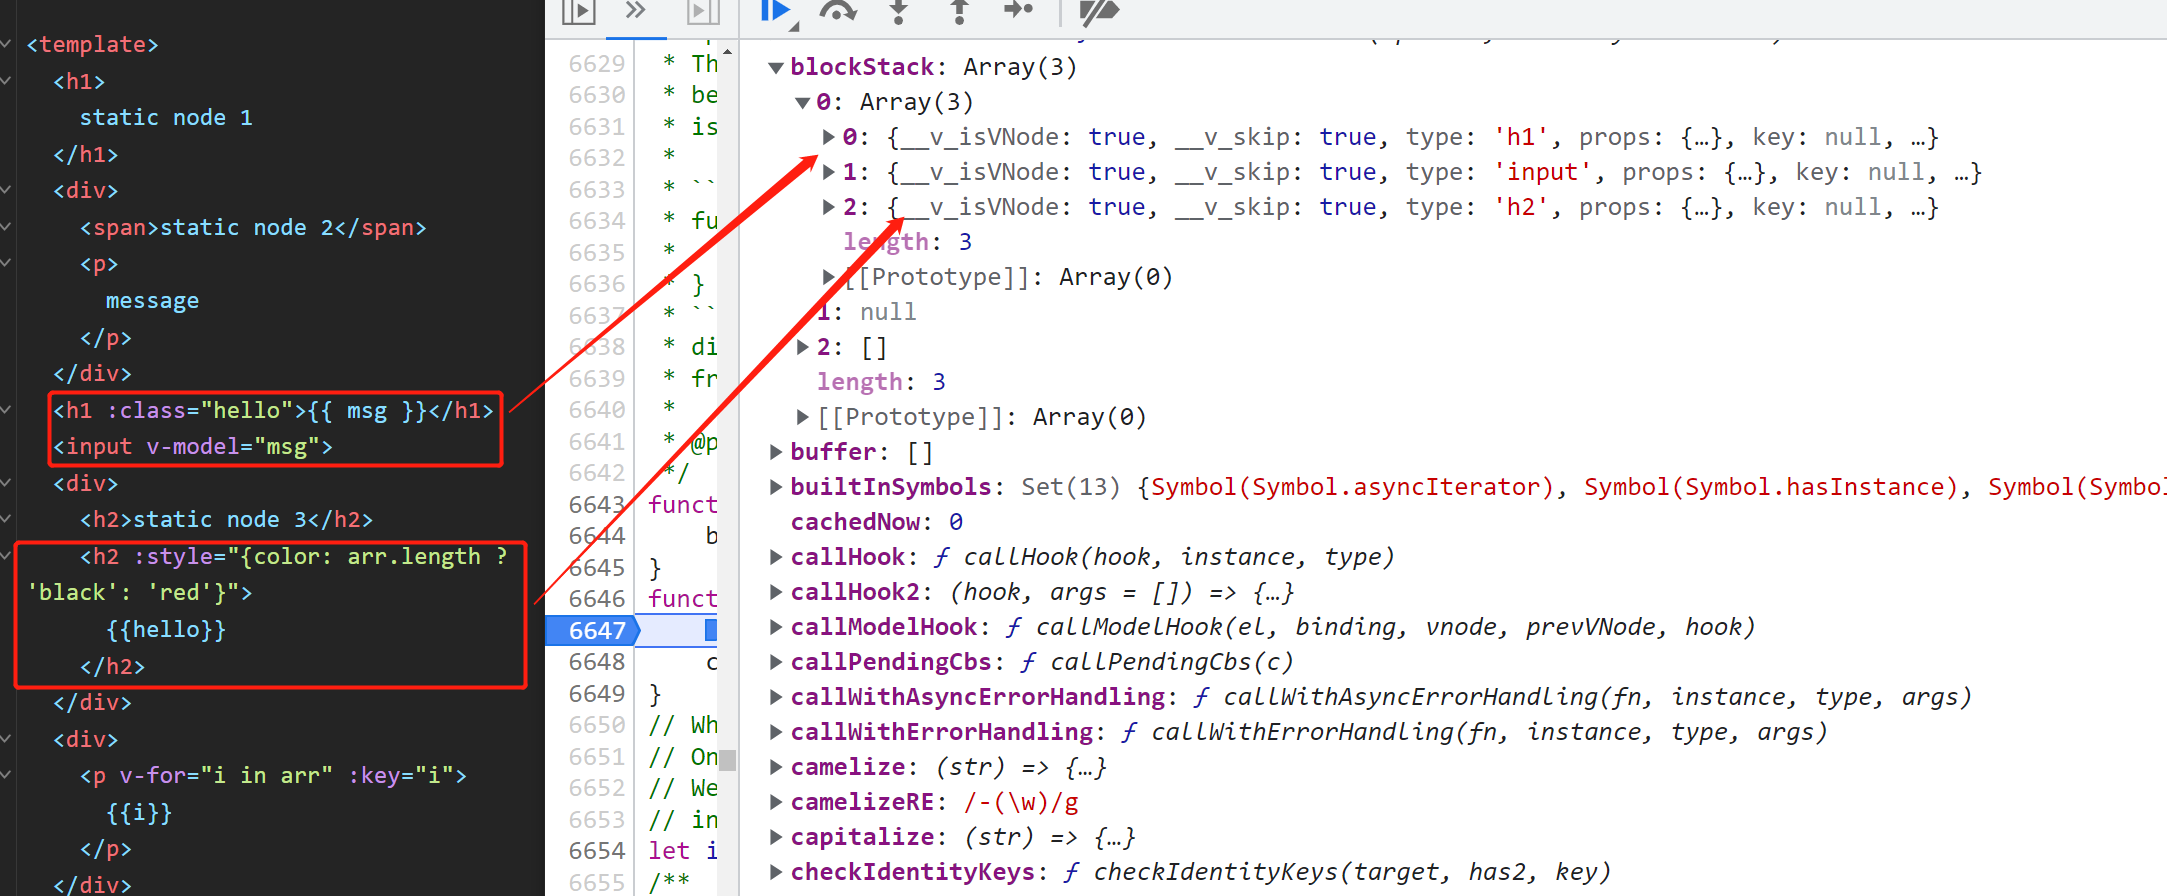 <template>
<h1>
static node 1
</h1>
<div>
<span>static node 2</span>
<p>
message
</p>
</div>
<h1 :class="hello">{{ msg }}</h1>
<input v-model="msg">
<div>
<h2>static node 3</h2>
<h2 :style="{color: arr.length ?
'black': 'red'}">
{{hello}}
</h2>
</div>
<div>
<p v-for="i in arr" :key="i">
{{i}}
</p>
</div>
6629 * Th
6630 * be
6631 * is
6632 *
6633 * ``
6634 * fu
6635 *
6636 * }
6637 * ``
6638 * di
6639 * fr
6640 *
6641 * @p
6642 */
6643 funct
6644 b
6645 }
6646 funct
6647
6648 c
6649 }
6650 // Wh
6651 // On
6652 // We
6653 // in
6654 let i
6655 /**
blockStack: Array(3)
0: Array(3)
0: {__v_isVNode: true, __v_skip: true, type: 'h1', props: {…}, key: null, …}
1: {__v_isVNode: true, __v_skip: true, type: 'input', props: {…}, key: null, …}
2: {__v_isVNode: true, __v_skip: true, type: 'h2', props: {…}, key: null, …}
length: 3
[[Prototype]]: Array(0)
1: null
2: []
length: 3
[[Prototype]]: Array(0)
buffer: []
builtInSymbols: Set(13) {Symbol(Symbol.asyncIterator), Symbol(Symbol.hasInstance), Symbol(Symbol
cachedNow: 0
callHook: ƒ callHook(hook, instance, type)
callHook2: (hook, args = []) => {…}
callModelHook: ƒ callModelHook(el, binding, vnode, prevVNode, hook)
callPendingCbs: ƒ callPendingCbs(c)
callWithAsyncErrorHandling: ƒ callWithAsyncErrorHandling(fn, instance, type, args)
callWithErrorHandling: ƒ callWithErrorHandling(fn, instance, type, args)
camelize: (str) => {…}
camelizeRE: /-(\w)/g
capitalize: (str) => {…}
checkIdentityKeys: ƒ checkIdentityKeys(target, has2, key)